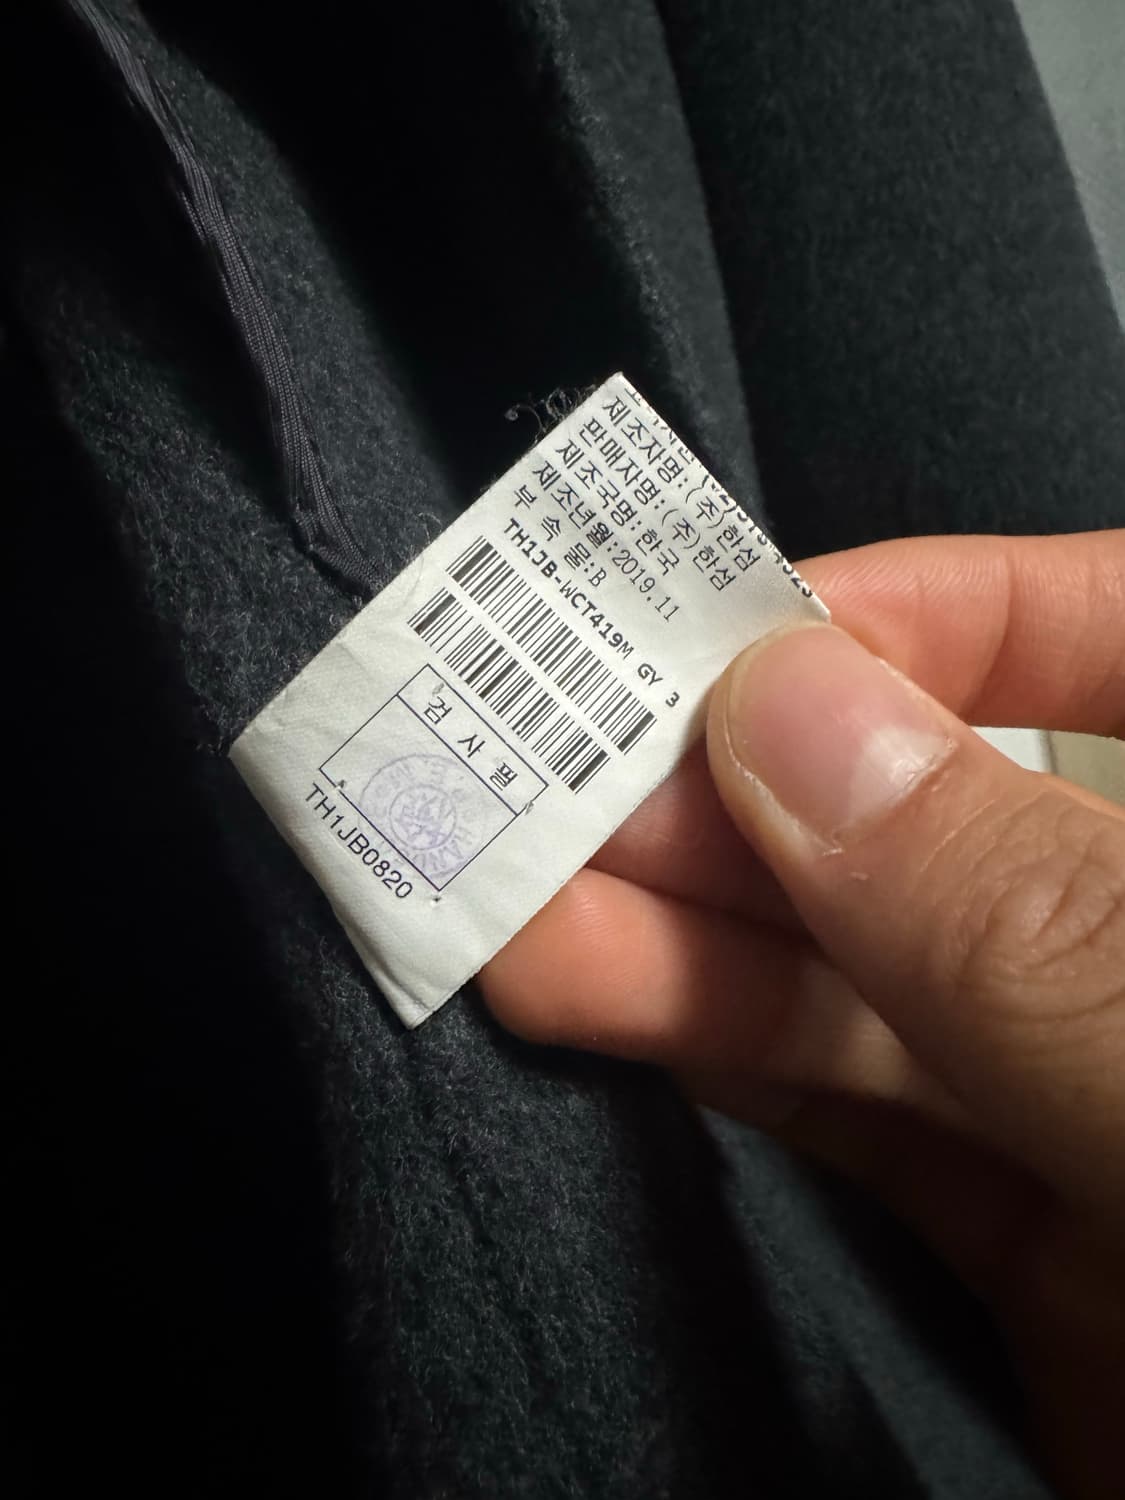 제조자명:(주)한섬
판매자명:(주)한섬
제조국명:한국
제조년월:2019.11
부 속 물:B
TH1JB-WCT419M GY 3
검 사 필
TH1JB0820